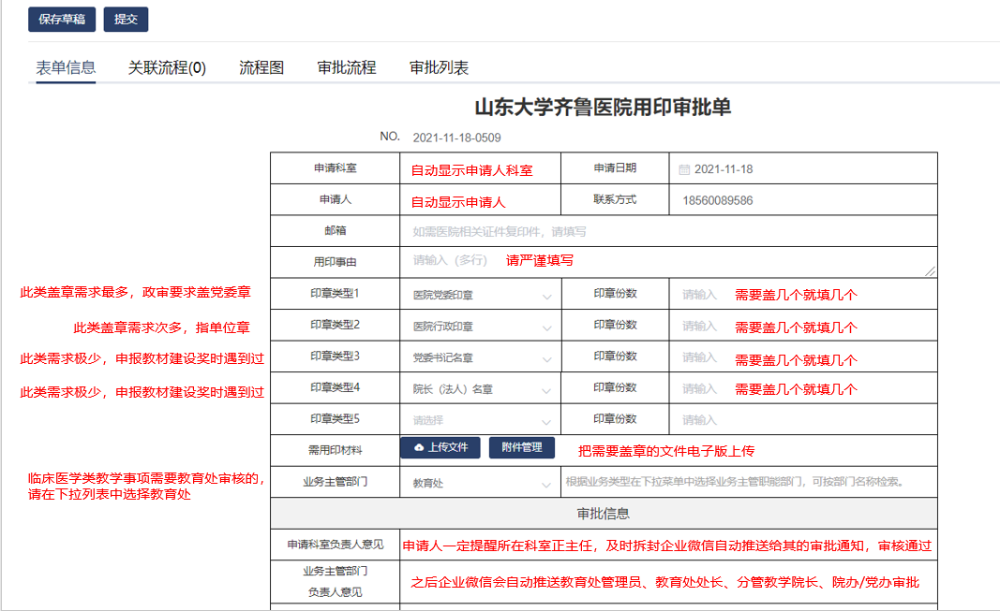 保存草稿 提交
表单信息 关联流程(0) 流程图 审批流程 审批列表
山东大学齐鲁医院用印审批单
NO. 2021-11-18-0509
申请科室 自动显示申请人科室 申请日期 2021-11-18
申请人 自动显示申请人 联系方式 18560089586
邮箱 如需医院相关证件复印件，请填写
用印事由 请输入（多行） 请严谨填写
此类盖章需求最多，政审要求盖党委章 印章类型1 医院党委印章 印章份数 请输入 需要盖几个就填几个
此类盖章需求次多，指单位章 印章类型2 医院行政印章 印章份数 请输入 需要盖几个就填几个
此类需求极少，申报教材建设奖时遇到过 印章类型3 党委书记名章 印章份数 请输入 需要盖几个就填几个
此类需求极少，申报教材建设奖时遇到过 印章类型4 院长（法人）名章 印章份数 请输入 需要盖几个就填几个
印章类型5 请选择 印章份数 请输入
需用印材料 上传文件 附件管理 把需要盖章的文件电子版上传
临床医学类教学事项需要教育处审核的，
请在下拉列表中选择教育处
业务主管部门 教育处 根据业务类型在下拉菜单中选择业务主管职能部门，可按部门名称检索。
审批信息
申请科室负责人意见 申请人一定提醒所在科室正主任，及时拆封企业微信自动推送给其的审批通知，审核通过
业务主管部门
负责人意见
之后企业微信会自动推送教育处管理员、教育处处长、分管教学院长、院办/党办审批